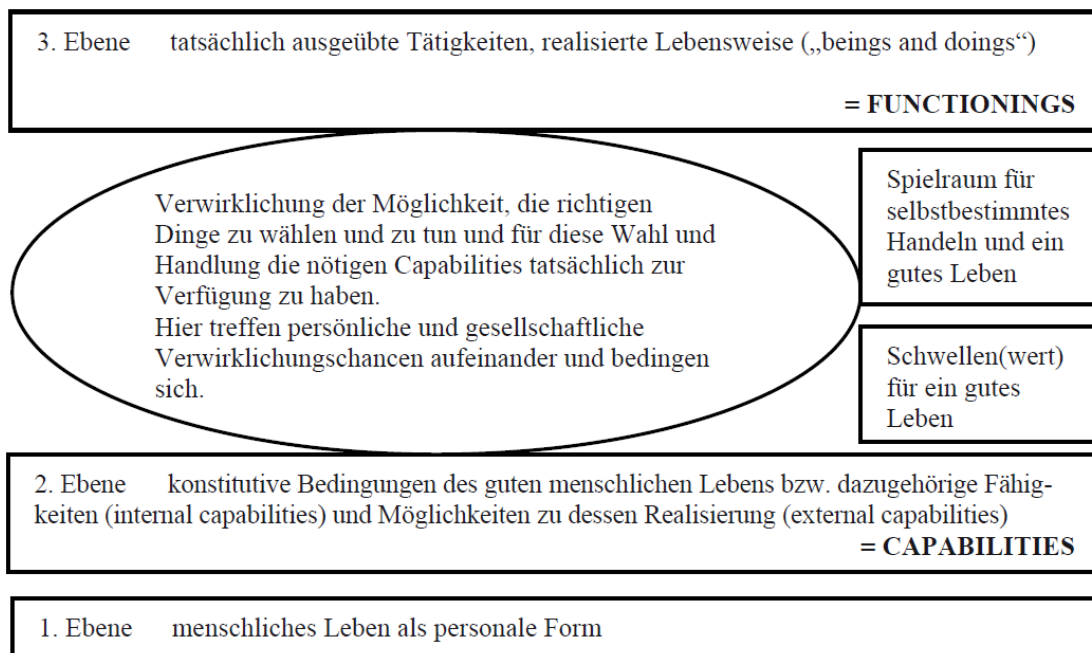 3. Ebene tatsächlich ausgeübte Tätigkeiten, realisierte Lebensweise („beings and doings“)
= FUNCTIONINGS
Verwirklichung der Möglichkeit, die richtigen
Dinge zu wählen und zu tun und für diese Wahl und
Handlung die nötigen Capabilities tatsächlich zur
Verfügung zu haben.
Hier treffen persönliche und gesellschaftliche
Verwirklichungschancen aufeinander und bedingen
sich.
Spielraum für
selbstbestimmtes
Handeln und ein
gutes Leben
Schwellen(wert)
für ein gutes
Leben
2. Ebene konstitutive Bedingungen des guten menschlichen Lebens bzw. dazugehörige Fähig-
keiten (internal capabilities) und Möglichkeiten zu dessen Realisierung (external capabilities)
= CAPABILITIES
1. Ebene menschliches Leben als personale Form